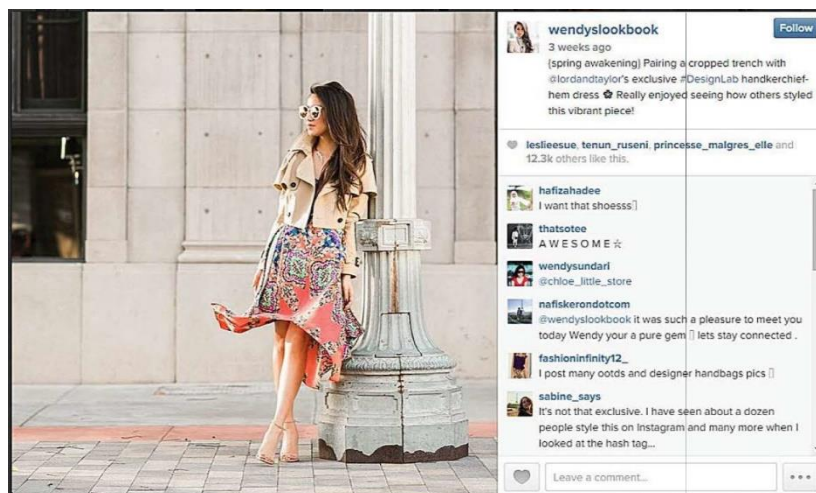 wendyslookbook
Follow
3 weeks ago
{spring awakening} Pairing a cropped trench with
@lordandtaylor's exclusive #DesignLab handkerchief-
hem dress ✿ Really enjoyed seeing how others styled
this vibrant piece!
lesliee​sue, tenun_ruseni, princesse_malgres_elle and
12.3k others like this.
hafizahadee
I want that shoesss
thatsotee
A W E S O M E ☆
wendysundari
@chloe_little_store
nafiskerondotcom
@wendyslookbook it was such a pleasure to meet you
today Wendy your a pure gem lets stay connected .
fashioninfinity12_
I post many ootds and designer handbags pics
sabine_says
It's not that exclusive. I have seen about a dozen
people style this on Instagram and many more when I
looked at the hash tag...
Leave a comment...